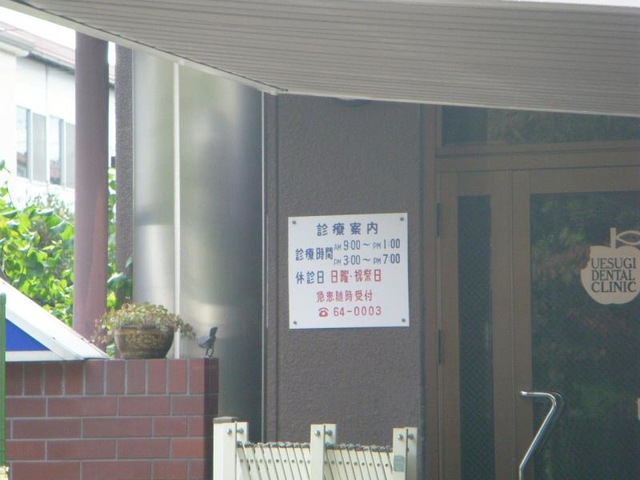 診療案内
診療時間 AM 9:00～PM 1:00
PM 3:00～PM 7:00
休診日 日曜・祝祭日
急患随時受付
☎ 64-0003
UESUGI
DENTAL
CLINIC